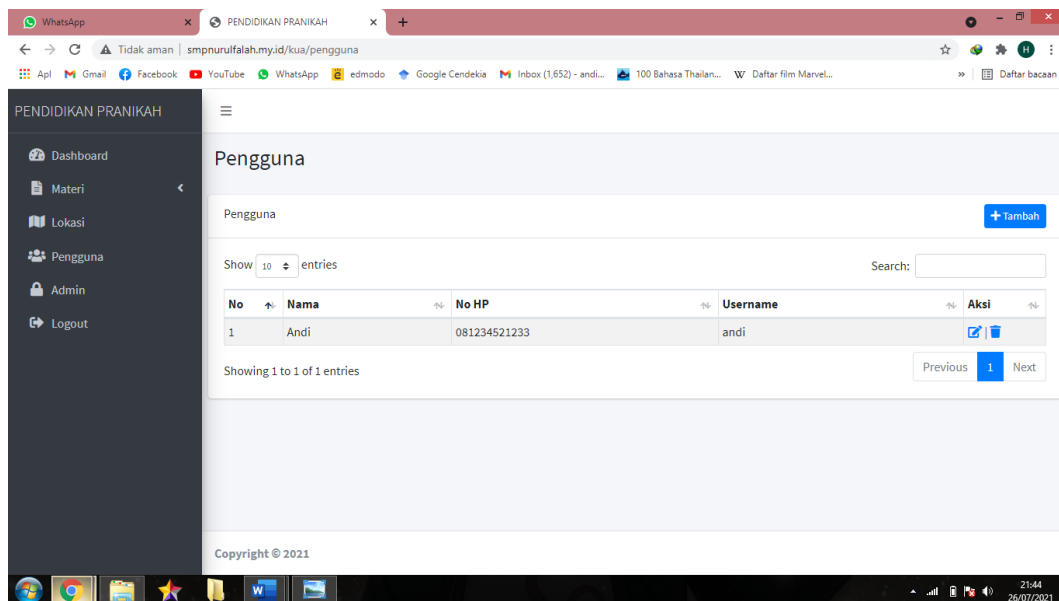 WhatsApp
PENDIDIKAN PRANIKAH
Tidak aman | smpnurulfalah.my.id/kua/pengguna
H
Apl Gmail Facebook YouTube WhatsApp edmodo Google Cendekia Inbox (1,652) - andi... 100 Bahasa Thailan... W Daftar film Marvel... » Daftar bacaan
PENDIDIKAN PRANIKAH
Dashboard
Materi
Lokasi
Pengguna
Admin
Logout
Pengguna
Pengguna
+ Tambah
Show 10 entries
Search:
No Nama No HP Username Aksi
1 Andi 081234521233 andi
Showing 1 to 1 of 1 entries
Previous 1 Next
Copyright © 2021
21:44
26/07/2021